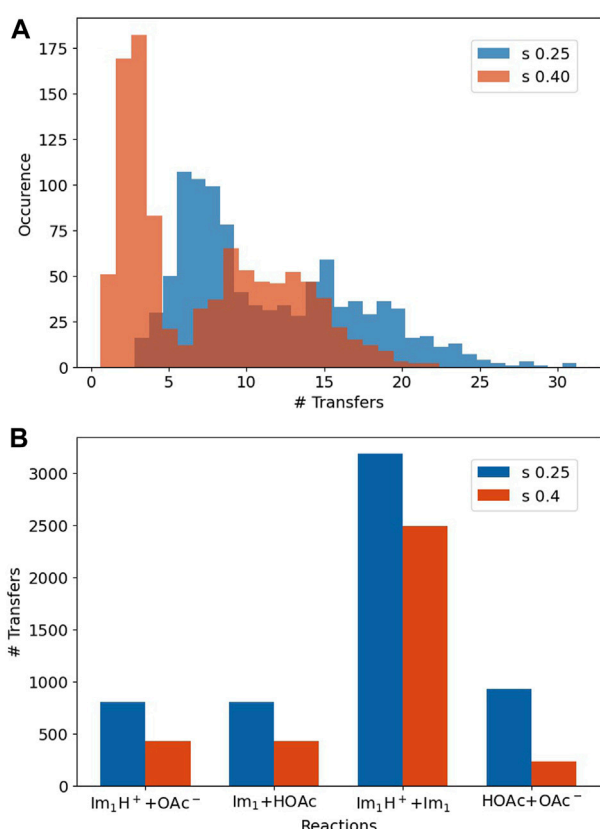 A
175
150
125
100
75
50
25
0
Occurence
s 0.25
s 0.40
0 5 10 15 20 25 30
# Transfers
B
3000
2500
2000
1500
1000
500
0
# Transfers
s 0.25
s 0.4
Im₁H⁺+OAc⁻ Im₁+HOAc Im₁H⁺+Im₁ HOAc+OAc⁻
Reactions